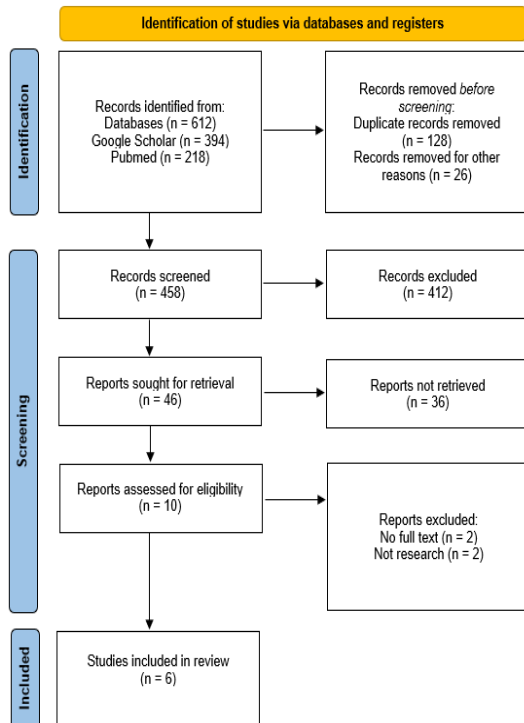 Identification of studies via databases and registers
Identification
Records identified from:
Databases (n = 612)
Google Scholar (n = 394)
Pubmed (n = 218)
Records removed before
screening:
Duplicate records removed
(n = 128)
Records removed for other
reasons (n = 26)
Screening
Records screened
(n = 458)
Records excluded
(n = 412)
Reports sought for retrieval
(n = 46)
Reports not retrieved
(n = 36)
Reports assessed for eligibility
(n = 10)
Reports excluded:
No full text (n = 2)
Not research (n = 2)
Included
Studies included in review
(n = 6)